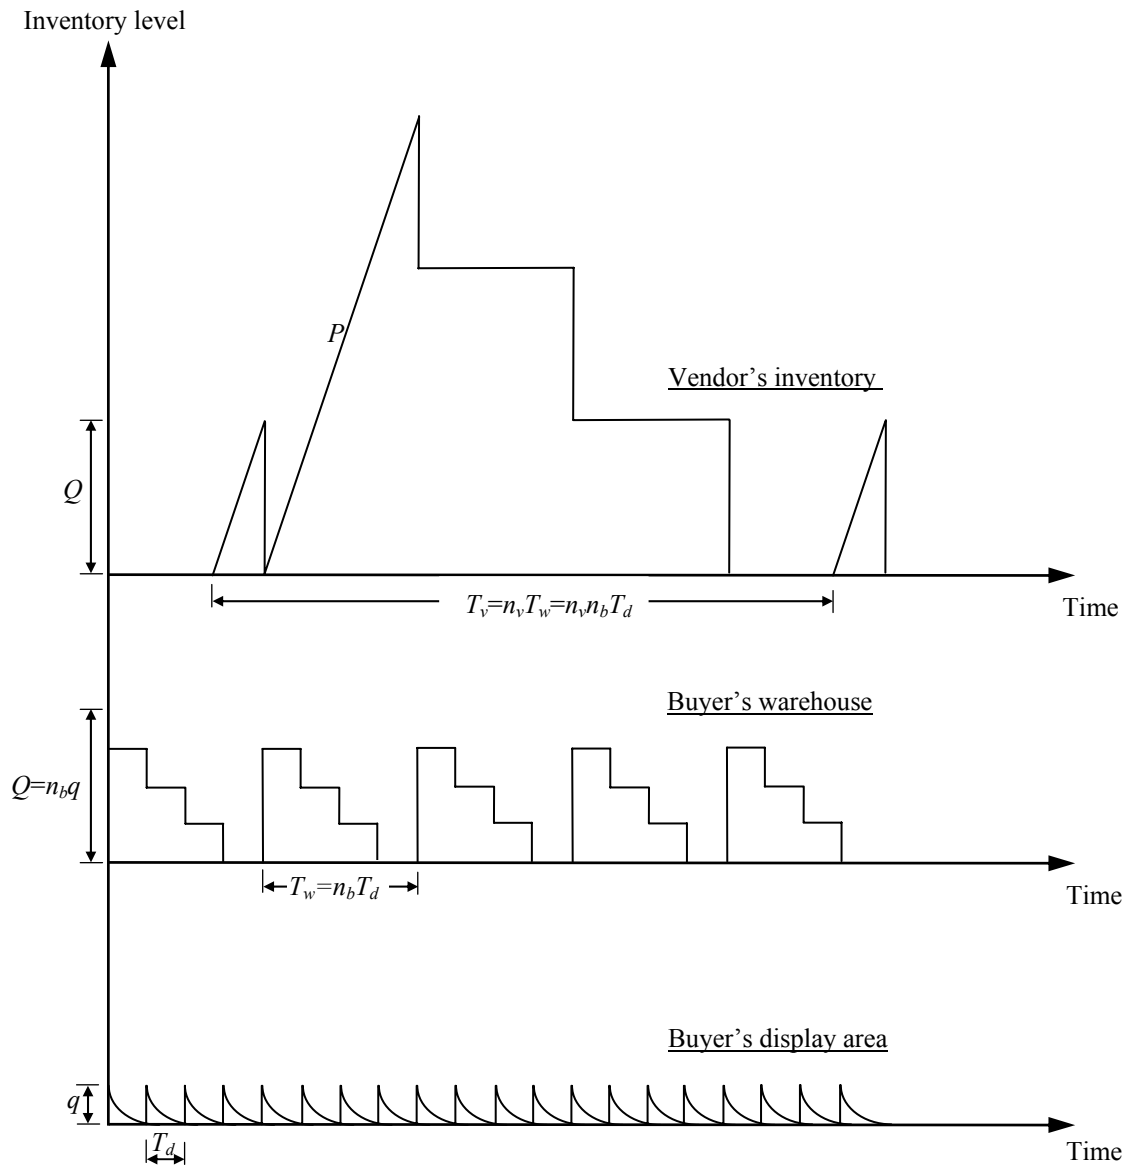 Inventory level
P
Vendor’s inventory
Q
T_v=n_vT_w=n_vn_bT_d
Time
Buyer’s warehouse
Q=n_bq
T_w=n_bT_d
Time
Buyer’s display area
q
T_d
Time